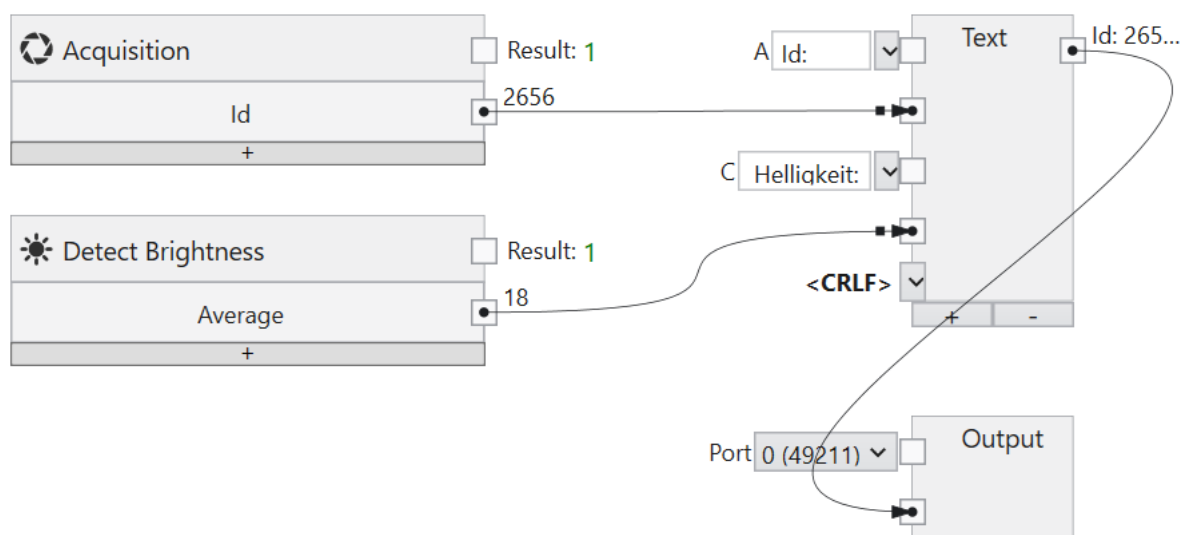 Acquisition
Result: 1
Id
2656
+
A Id:
Text
Id: 265...
C Helligkeit:
<CRLF>
+ -
Detect Brightness
Result: 1
Average
18
+
Port 0 (49211)
Output